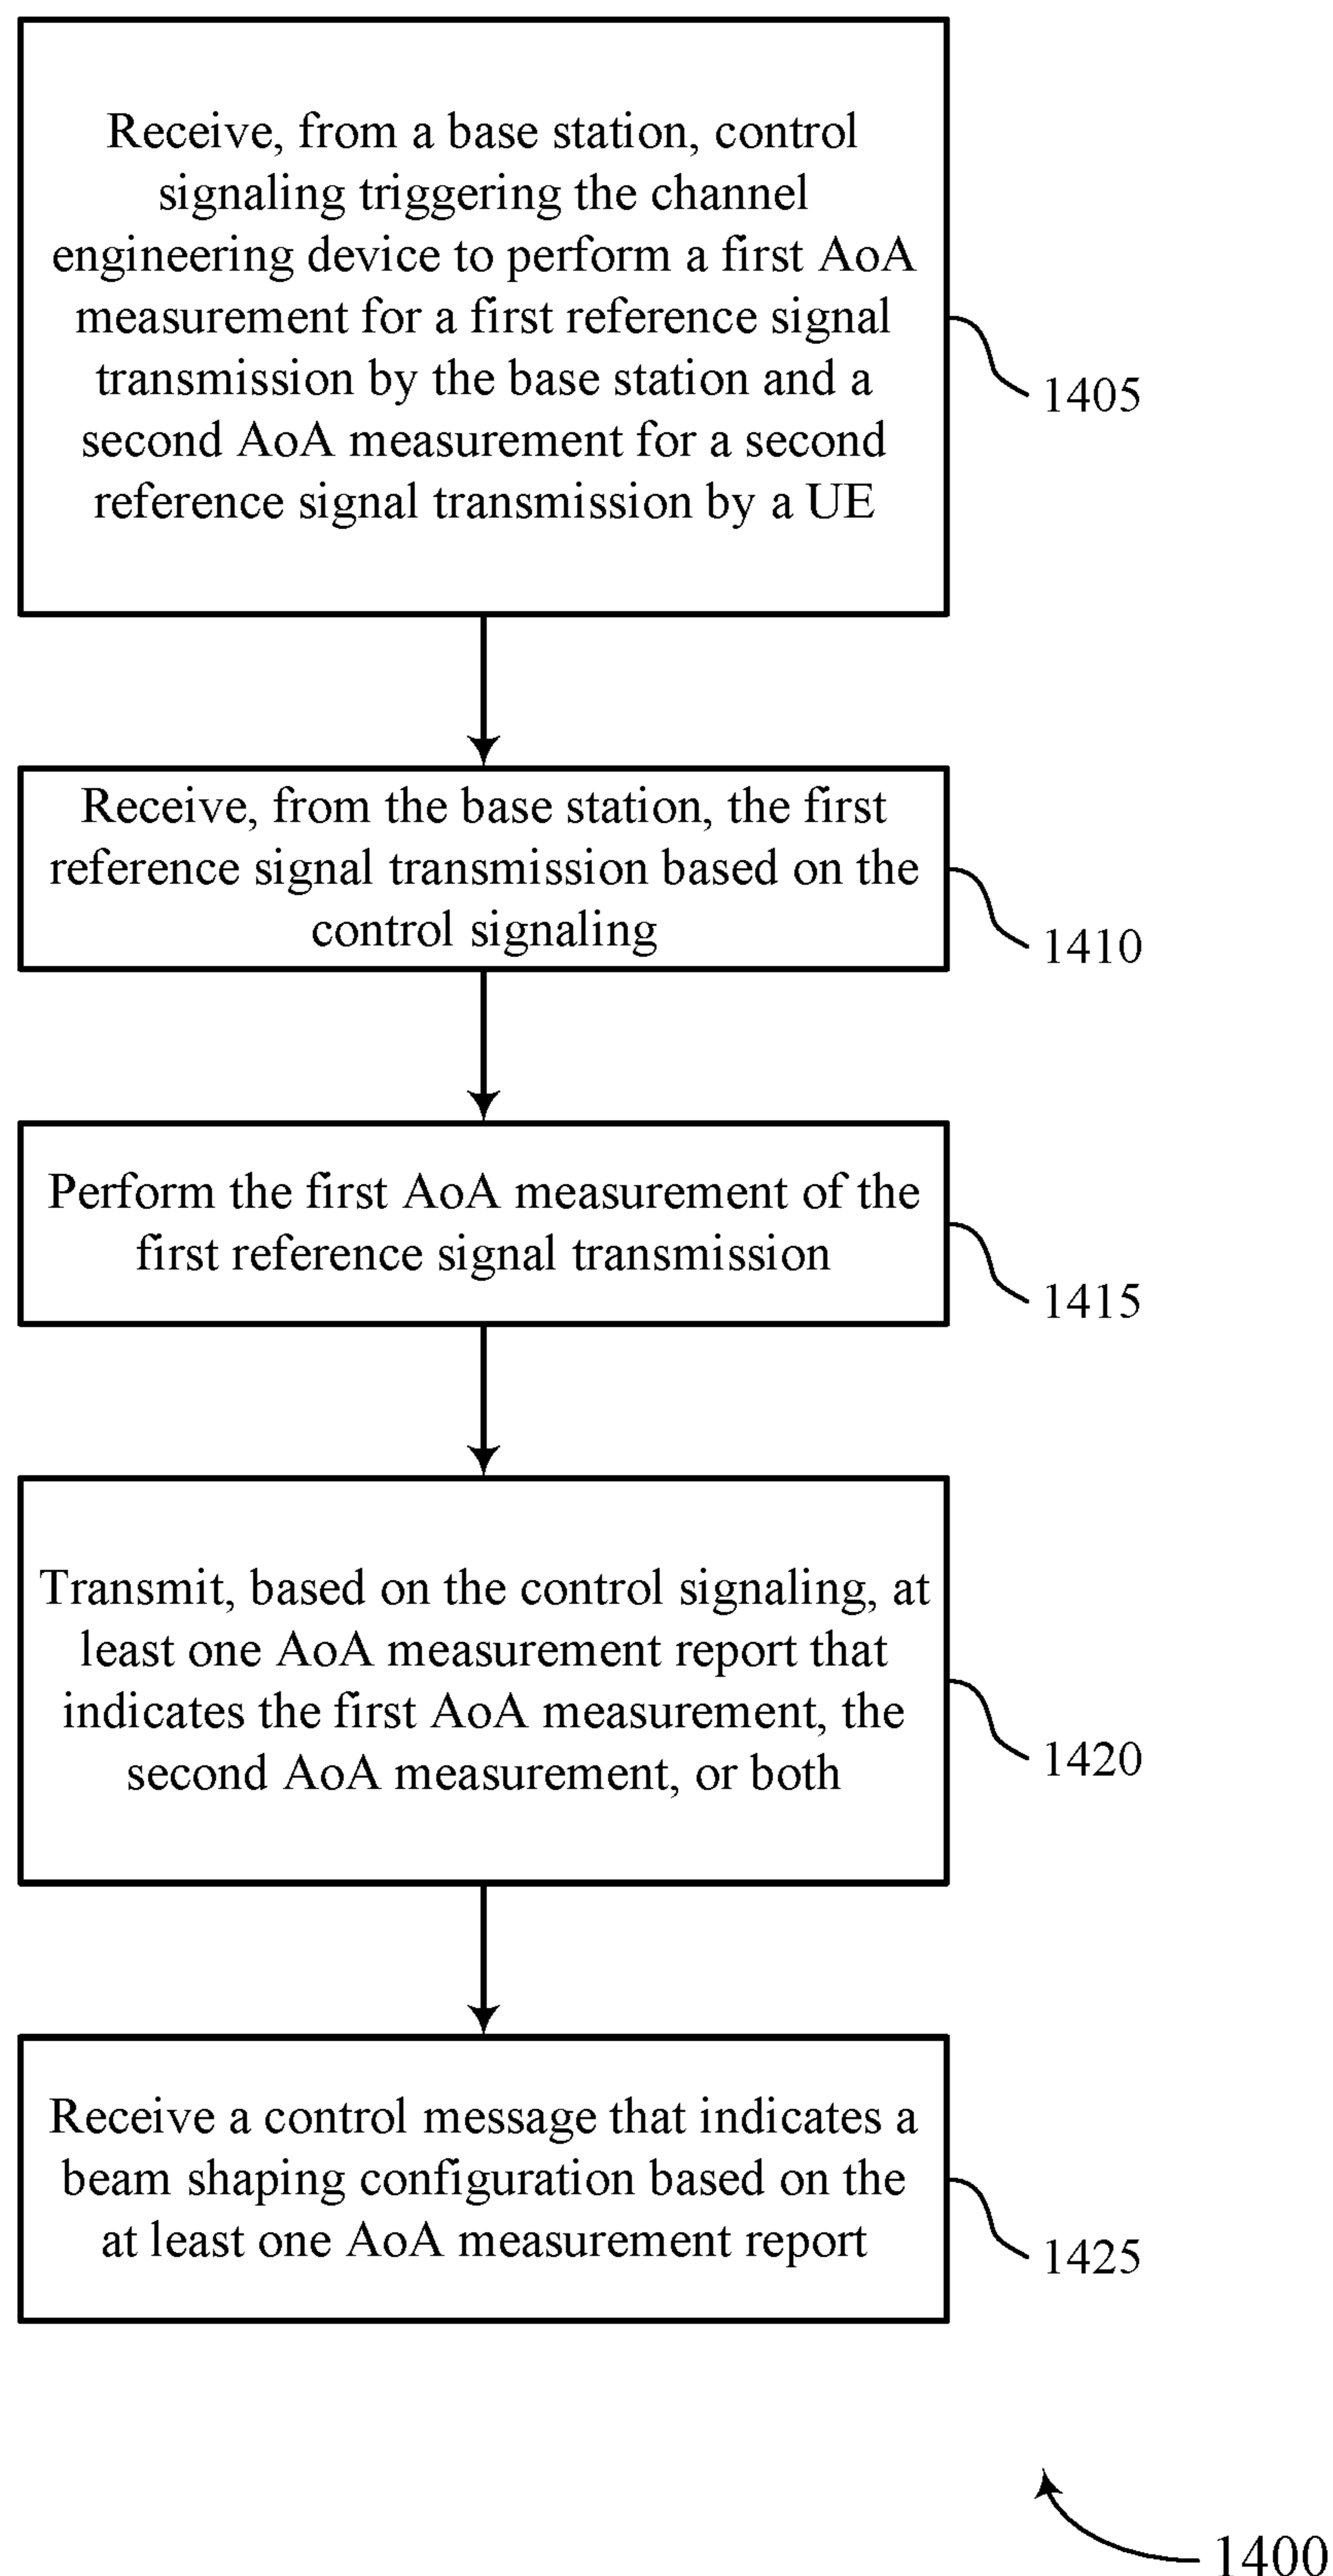 Receive, from a base station, control
signaling triggering the channel
engineering device to perform a first AoA
measurement for a first reference signal
transmission by the base station and a
second AoA measurement for a second
reference signal transmission by a UE
1405
Receive, from the base station, the first
reference signal transmission based on the
control signaling
1410
Perform the first AoA measurement of the
first reference signal transmission
1415
Transmit, based on the control signaling, at
least one AoA measurement report that
indicates the first AoA measurement, the
second AoA measurement, or both
1420
Receive a control message that indicates a
beam shaping configuration based on the
at least one AoA measurement report
1425
1400